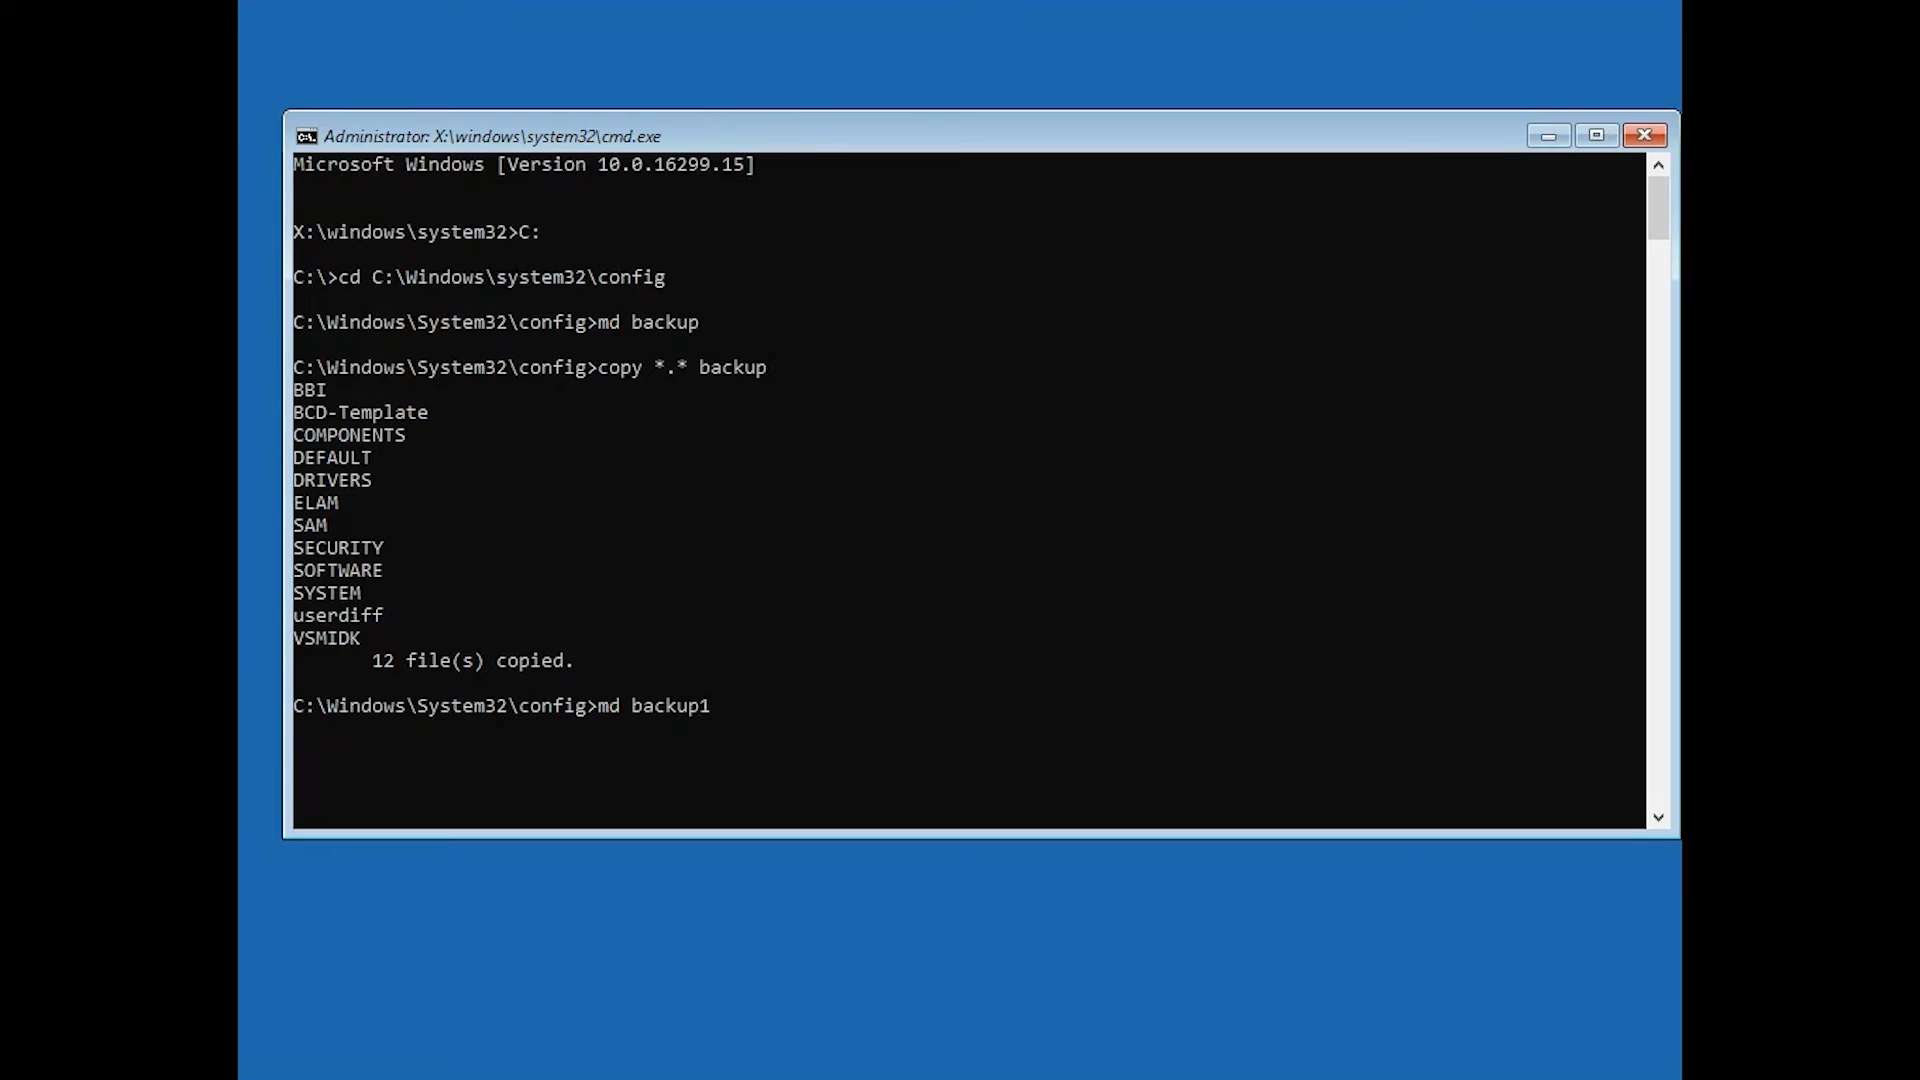 Administrator: X:\windows\system32\cmd.exe
Microsoft Windows [Version 10.0.16299.15]
X:\windows\system32>C:
C:\>cd C:\Windows\system32\config
C:\Windows\System32\config>md backup
C:\Windows\System32\config>copy *.* backup
BBI
BCD-Template
COMPONENTS
DEFAULT
DRIVERS
ELAM
SAM
SECURITY
SOFTWARE
SYSTEM
userdiff
VSMIDK
12 file(s) copied.
C:\Windows\System32\config>md backup1